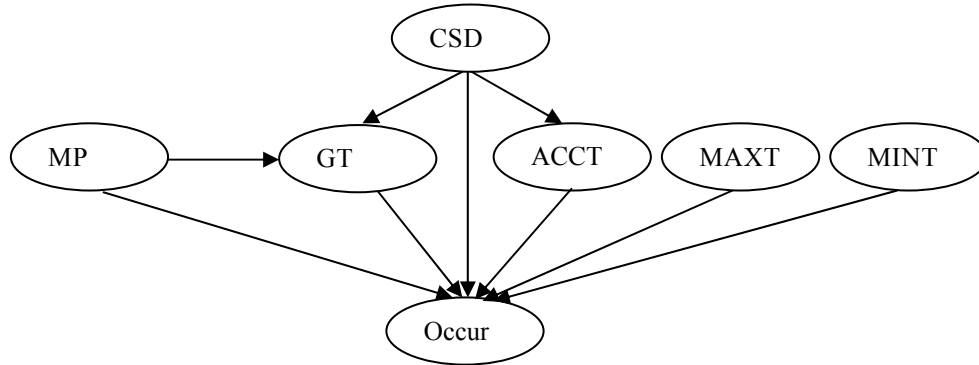 CSD
MP
GT
ACCT
MAXT
MINT
Occur